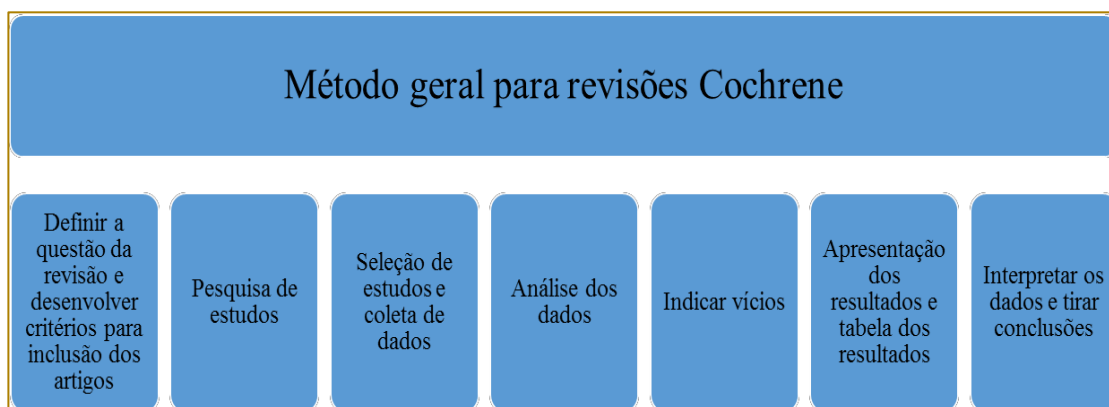 Método geral para revisões Cochrene
Definir a
questão da
revisão e
desenvolver
critérios para
inclusão dos
artigos
Pesquisa de
estudos
Seleção de
estudos e
coleta de
dados
Análise dos
dados
Indicar vícios
Apresentação
dos
resultados e
tabela dos
resultados
Interpretar os
dados e tirar
conclusões